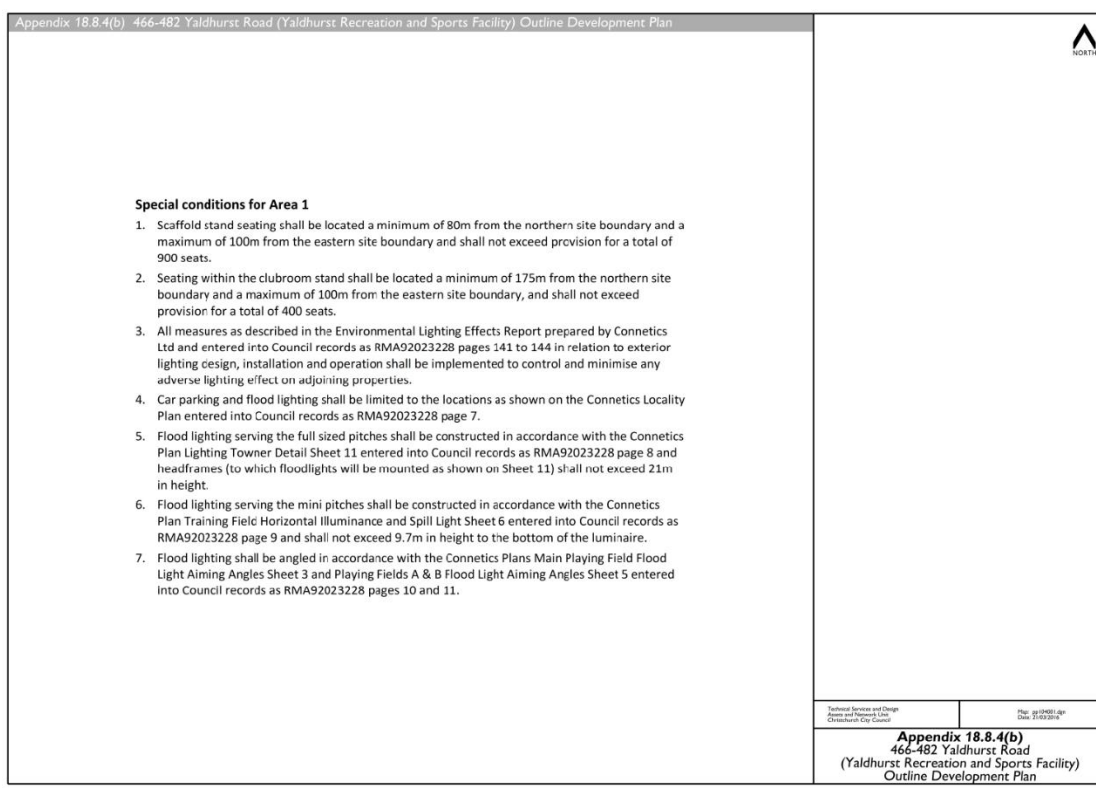 Appendix 18.8.4(b) 466-482 Yaldhurst Road (Yaldhurst Recreation and Sports Facility) Outline Development Plan
NORTH
Special conditions for Area 1
1. Scaffold stand seating shall be located a minimum of 80m from the northern site boundary and a
maximum of 100m from the eastern site boundary and shall not exceed provision for a total of
900 seats.
2. Seating within the clubroom stand shall be located a minimum of 175m from the northern site
boundary and a maximum of 100m from the eastern site boundary, and shall not exceed
provision for a total of 400 seats.
3. All measures as described in the Environmental Lighting Effects Report prepared by Connetics
Ltd and entered into Council records as RMA92023228 pages 141 to 144 in relation to exterior
lighting design, installation and operation shall be implemented to control and minimise any
adverse lighting effect on adjoining properties.
4. Car parking and flood lighting shall be limited to the locations as shown on the Connetics Locality
Plan entered into Council records as RMA92023228 page 7.
5. Flood lighting serving the full sized pitches shall be constructed in accordance with the Connetics
Plan Lighting Towner Detail Sheet 11 entered into Council records as RMA92023228 page 8 and
headframes (to which floodlights will be mounted as shown on Sheet 11) shall not exceed 21m
in height.
6. Flood lighting serving the mini pitches shall be constructed in accordance with the Connetics
Plan Training Field Horizontal Illuminance and Spill Light Sheet 6 entered into Council records as
RMA92023228 page 9 and shall not exceed 9.7m in height to the bottom of the luminaire.
7. Flood lighting shall be angled in accordance with the Connetics Plans Main Playing Field Flood
Light Aiming Angles Sheet 3 and Playing Fields A & B Flood Light Aiming Angles Sheet 5 entered
into Council records as RMA92023228 pages 10 and 11.
Technical Services and Design
Assets and Network Unit
Christchurch City Council
Map: pp104001.dgn
Date: 21/03/2016
Appendix 18.8.4(b)
466-482 Yaldhurst Road
(Yaldhurst Recreation and Sports Facility)
Outline Development Plan